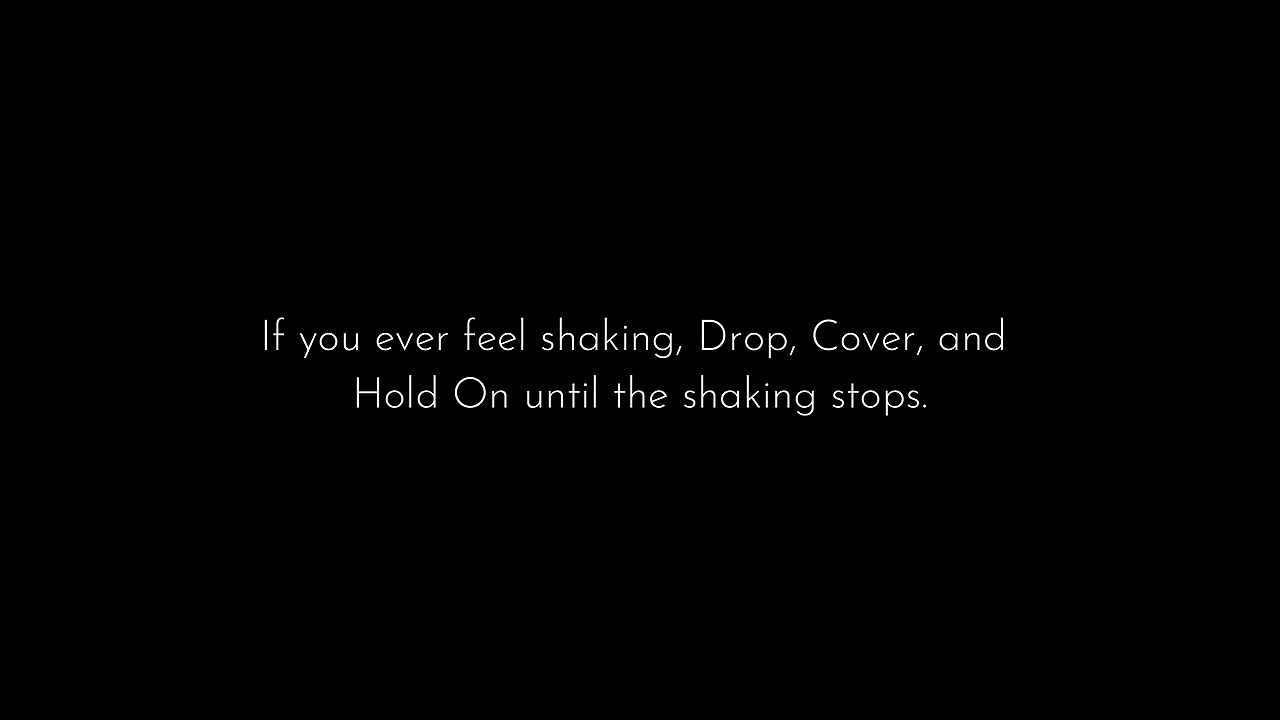 If you ever feel shaking, Drop, Cover, and
Hold On until the shaking stops.